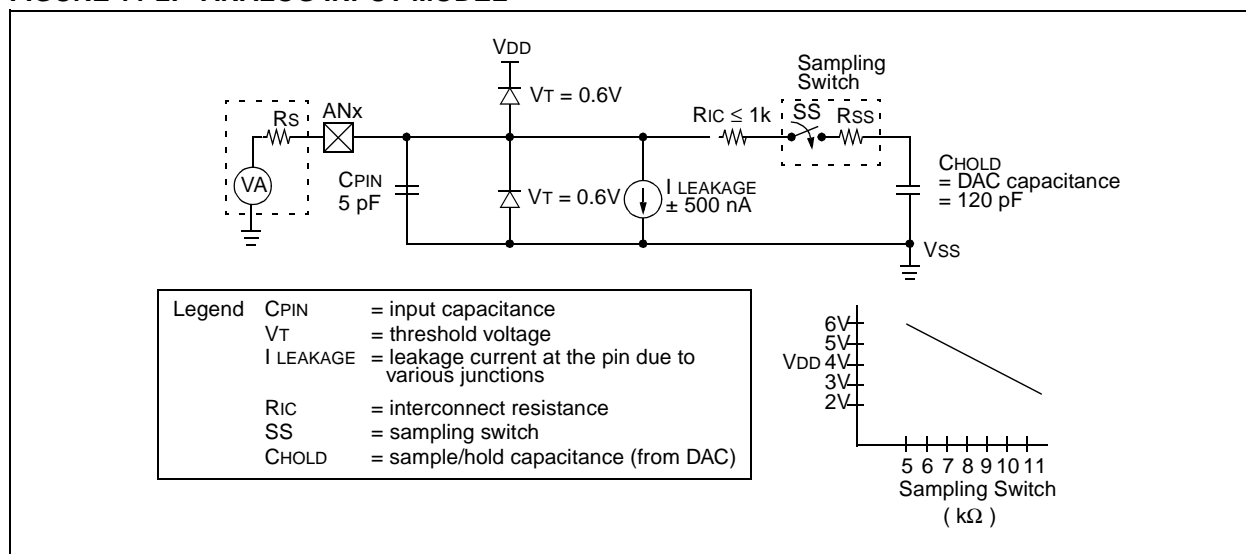 VDD
Sampling
Switch
VT = 0.6V
ANx
RS
RIC ≤ 1k
SS
RSS
VA
CPIN
5 pF
VT = 0.6V
I LEAKAGE
± 500 nA
CHOLD
= DAC capacitance
= 120 pF
VSS
Legend CPIN = input capacitance
VT = threshold voltage
I LEAKAGE = leakage current at the pin due to
various junctions
RIC = interconnect resistance
SS = sampling switch
CHOLD = sample/hold capacitance (from DAC)
6V
5V
VDD 4V
3V
2V
5 6 7 8 9 10 11
Sampling Switch
( kΩ )